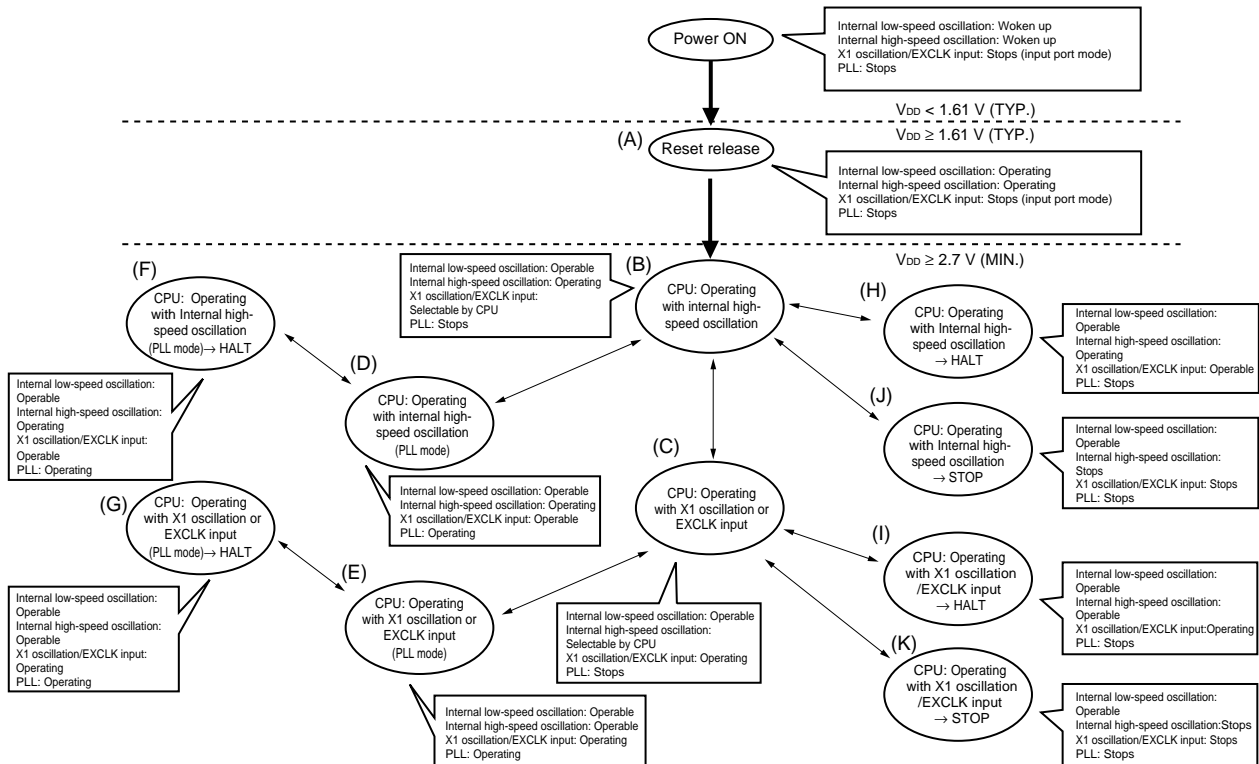 Power ON
Internal low-speed oscillation: Woken up
Internal high-speed oscillation: Woken up
X1 oscillation/EXCLK input: Stops (input port mode)
PLL: Stops
VDD < 1.61 V (TYP.)
VDD ≥ 1.61 V (TYP.)
(A)
Reset release
Internal low-speed oscillation: Operating
Internal high-speed oscillation: Operating
X1 oscillation/EXCLK input: Stops (input port mode)
PLL: Stops
VDD ≥ 2.7 V (MIN.)
(B)
CPU: Operating
with internal high-
speed oscillation
Internal low-speed oscillation: Operable
Internal high-speed oscillation: Operating
X1 oscillation/EXCLK input:
Selectable by CPU
PLL: Stops
(F)
CPU: Operating
with Internal high-
speed oscillation
(PLL mode) → HALT
Internal low-speed oscillation:
Operable
Internal high-speed oscillation:
Operating
X1 oscillation/EXCLK input:
Operable
PLL: Operating
(D)
CPU: Operating
with internal high-
speed oscillation
(PLL mode)
Internal low-speed oscillation: Operable
Internal high-speed oscillation: Operating
X1 oscillation/EXCLK input: Operable
PLL: Operating
(H)
CPU: Operating
with Internal high-
speed oscillation
→ HALT
Internal low-speed oscillation:
Operable
Internal high-speed oscillation:
Operating
X1 oscillation/EXCLK input: Operable
PLL: Stops
(J)
CPU: Operating
with Internal high-
speed oscillation
→ STOP
Internal low-speed oscillation:
Operable
Internal high-speed oscillation:
Stops
X1 oscillation/EXCLK input: Stops
PLL: Stops
(C)
CPU: Operating
with X1 oscillation or
EXCLK input
Internal low-speed oscillation: Operable
Internal high-speed oscillation:
Selectable by CPU
X1 oscillation/EXCLK input: Operating
PLL: Stops
(G)
CPU: Operating
with X1 oscillation or
EXCLK input
(PLL mode) → HALT
Internal low-speed oscillation:
Operable
Internal high-speed oscillation:
Operable
X1 oscillation/EXCLK input:
Operating
PLL: Operating
(E)
CPU: Operating
with X1 oscillation or
EXCLK input
(PLL mode)
Internal low-speed oscillation: Operable
Internal high-speed oscillation: Operable
X1 oscillation/EXCLK input: Operating
PLL: Operating
(I)
CPU: Operating
with X1 oscillation
/EXCLK input
→ HALT
Internal low-speed oscillation:
Operable
Internal high-speed oscillation:
Operable
X1 oscillation/EXCLK input:Operating
PLL: Stops
(K)
CPU: Operating
with X1 oscillation
/EXCLK input
→ STOP
Internal low-speed oscillation:
Operable
Internal high-speed oscillation:Stops
X1 oscillation/EXCLK input: Stops
PLL: Stops